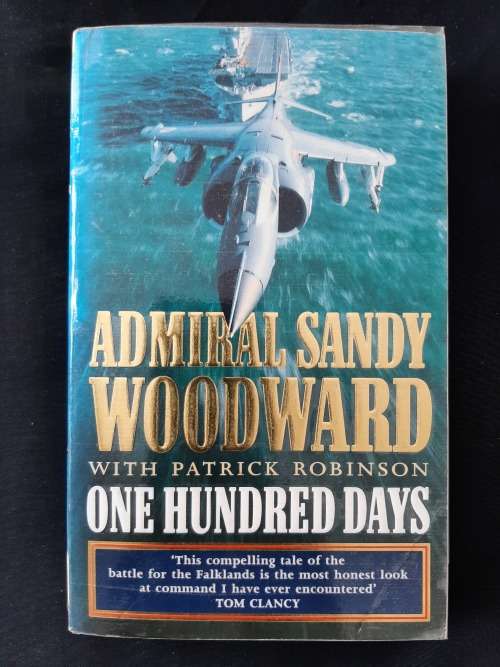 ADMIRAL SANDY
WOODWARD
WITH PATRICK ROBINSON
ONE HUNDRED DAYS
‘This compelling tale of the
battle for the Falklands is the most honest look
at command I have ever encountered’
TOM CLANCY